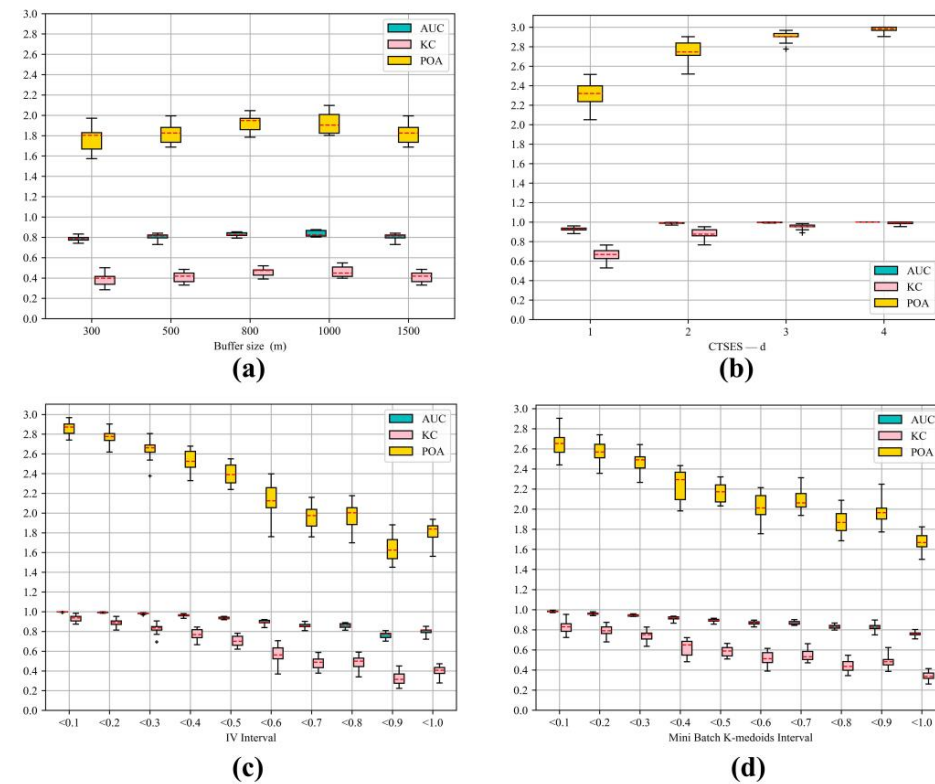 3.0
2.8
2.6
2.4
2.2
2.0
1.8
1.6
1.4
1.2
1.0
0.8
0.6
0.4
0.2
0.0
AUC
KC
POA
300 500 800 1000 1500
Buffer size (m)
(a)
3.0
2.8
2.6
2.4
2.2
2.0
1.8
1.6
1.4
1.2
1.0
0.8
0.6
0.4
0.2
0.0
AUC
KC
POA
1 2 3 4
CTSES — d
(b)
3.0
2.8
2.6
2.4
2.2
2.0
1.8
1.6
1.4
1.2
1.0
0.8
0.6
0.4
0.2
0.0
AUC
KC
POA
<0.1 <0.2 <0.3 <0.4 <0.5 <0.6 <0.7 <0.8 <0.9 <1.0
IV Interval
(c)
3.0
2.8
2.6
2.4
2.2
2.0
1.8
1.6
1.4
1.2
1.0
0.8
0.6
0.4
0.2
0.0
AUC
KC
POA
<0.1 <0.2 <0.3 <0.4 <0.5 <0.6 <0.7 <0.8 <0.9 <1.0
Mini Batch K-medoids Interval
(d)